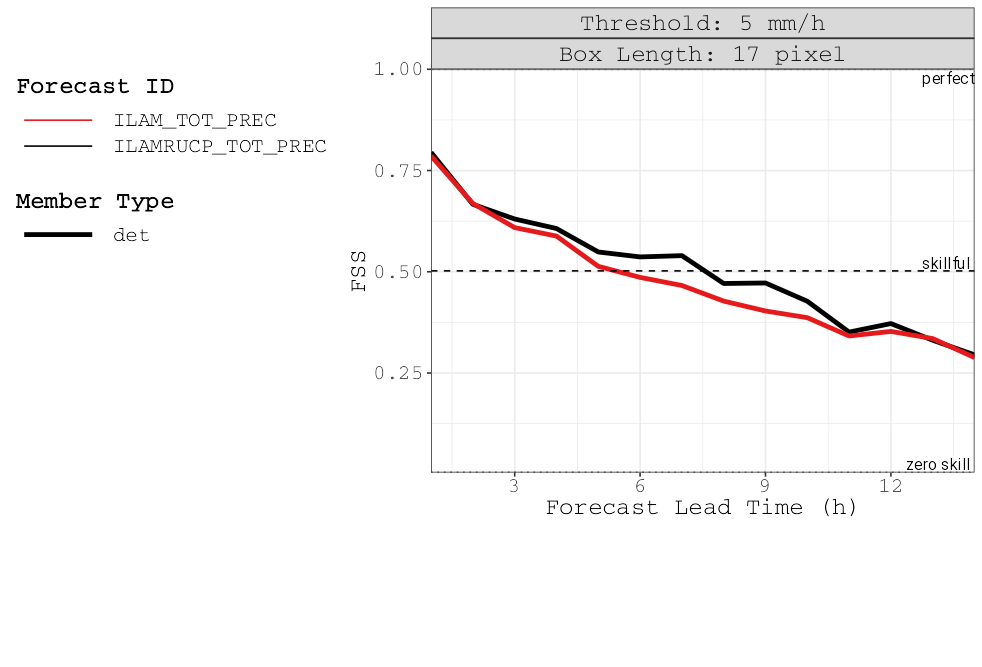 Threshold: 5 mm/h
Box Length: 17 pixel
Forecast ID
ILAM_TOT_PREC
ILAMRUCP_TOT_PREC
Member Type
det
FSS
1.00
0.75
0.50
0.25
perfect
skillful
zero skill
3 6 9 12
Forecast Lead Time (h)